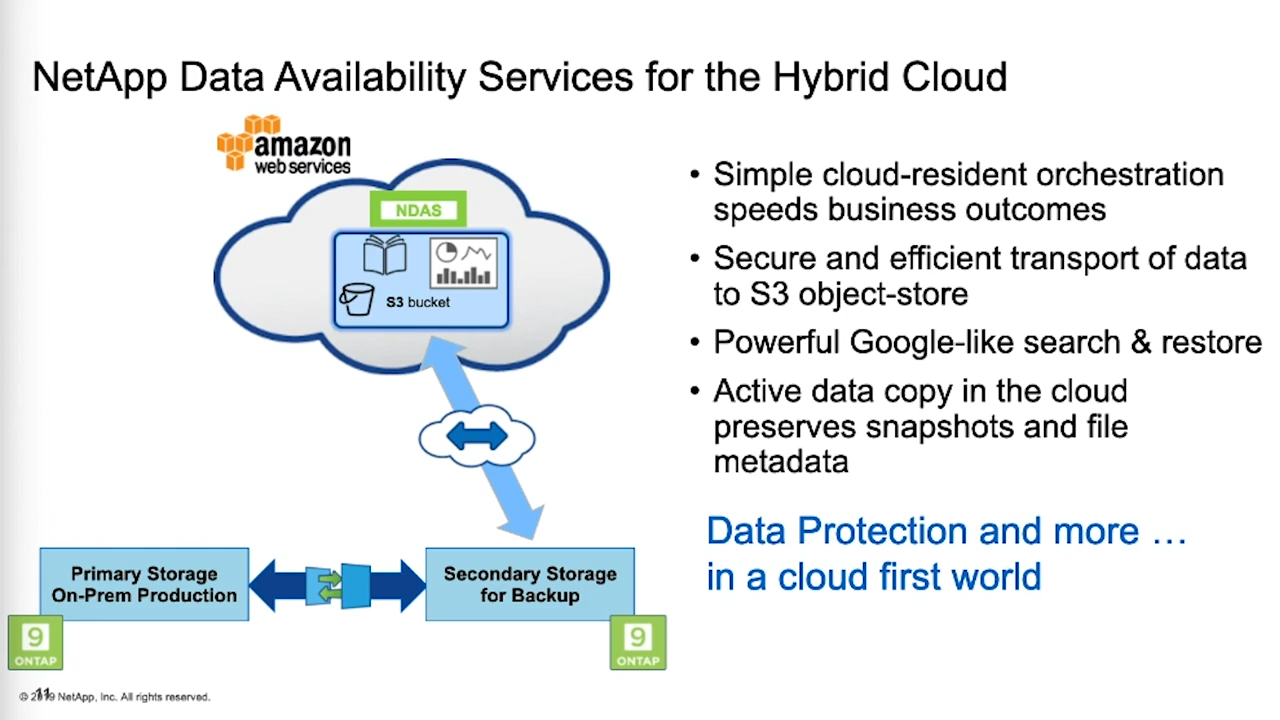 NetApp Data Availability Services for the Hybrid Cloud
amazon
web services
NDAS
S3 bucket
• Simple cloud-resident orchestration
speeds business outcomes
• Secure and efficient transport of data
to S3 object-store
• Powerful Google-like search & restore
• Active data copy in the cloud
preserves snapshots and file
metadata
Data Protection and more …
in a cloud first world
Primary Storage
On-Prem Production
Secondary Storage
for Backup
9
ONTAP
9
ONTAP
11
© 2019 NetApp, Inc. All rights reserved.